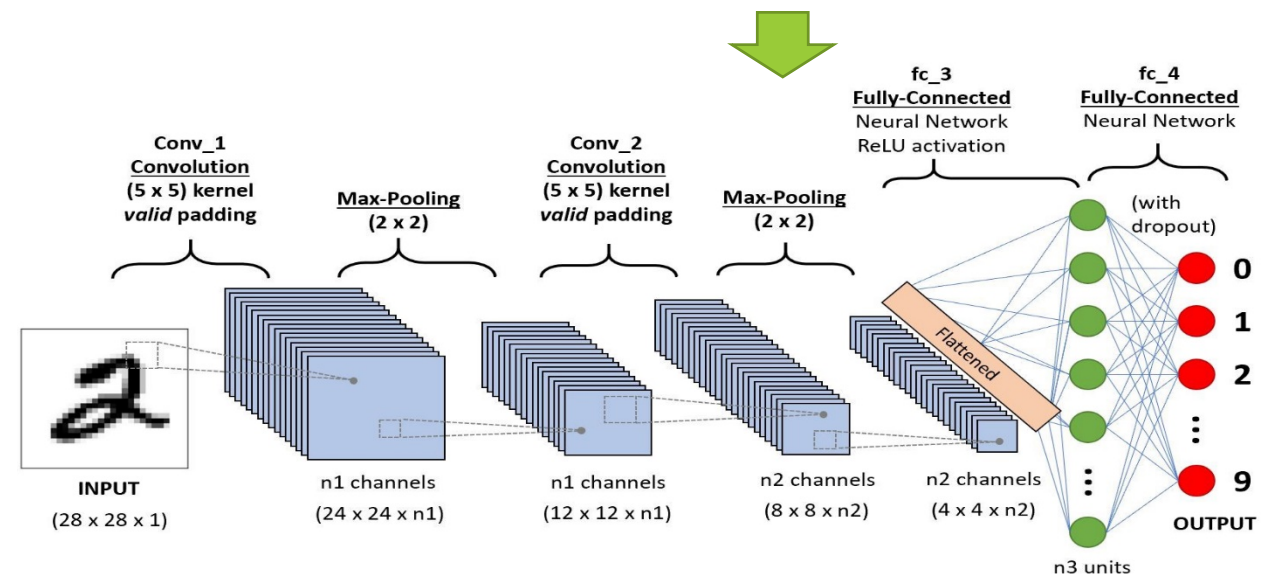 Conv_1
Convolution
(5 x 5) kernel
valid padding
Max-Pooling
(2 x 2)
Conv_2
Convolution
(5 x 5) kernel
valid padding
Max-Pooling
(2 x 2)
fc_3
Fully-Connected
Neural Network
ReLU activation
fc_4
Fully-Connected
Neural Network
(with
dropout)
Flattened
0
1
2
9
OUTPUT
INPUT
(28 x 28 x 1)
n1 channels
(24 x 24 x n1)
n1 channels
(12 x 12 x n1)
n2 channels
(8 x 8 x n2)
n2 channels
(4 x 4 x n2)
n3 units